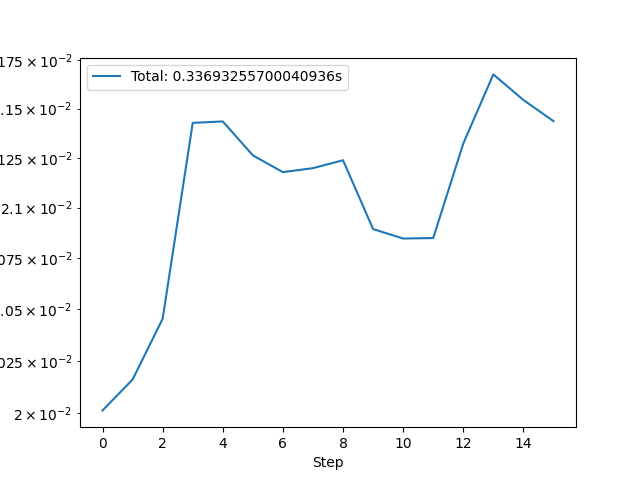 175 × 10⁻²
Total: 0.33693255700040936s
.15 × 10⁻²
125 × 10⁻²
2.1 × 10⁻²
075 × 10⁻²
.05 × 10⁻²
025 × 10⁻²
2 × 10⁻²
0 2 4 6 8 10 12 14
Step